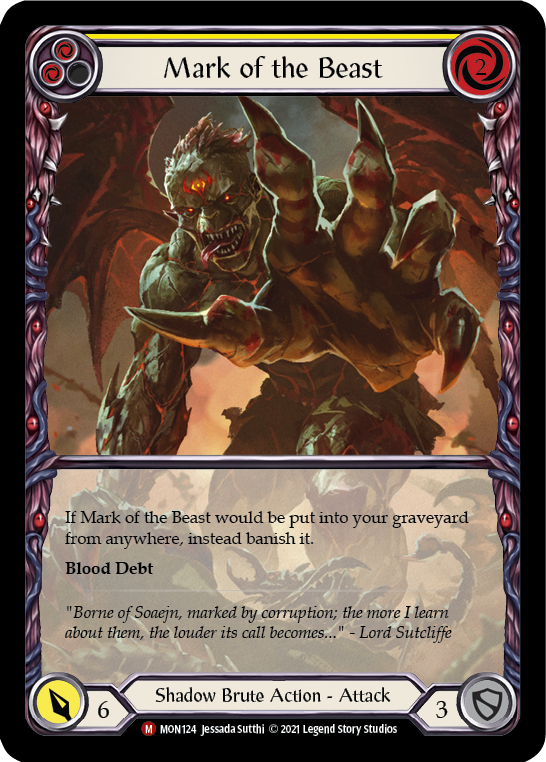 Mark of the Beast
2
If Mark of the Beast would be put into your graveyard
from anywhere, instead banish it.
Blood Debt
"Borne of Soaejn, marked by corruption; the more I learn
about them, the louder its call becomes..." - Lord Sutcliffe
6
Shadow Brute Action - Attack
3
M MON124 Jessada Sutthi © 2021 Legend Story Studios